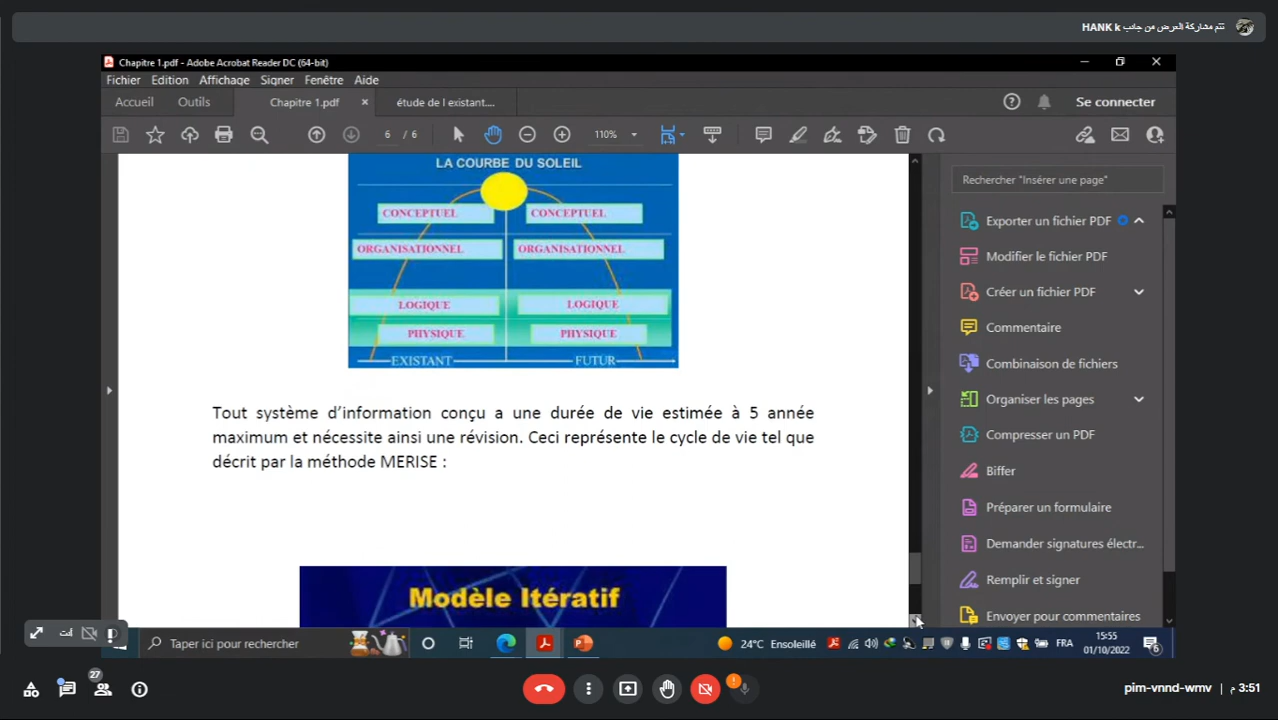 تتم مشاركة العرض من جانب HANK k
Chapitre 1.pdf - Adobe Acrobat Reader DC (64-bit)
Fichier Edition Affichage Signer Fenêtre Aide
Accueil Outils Chapitre 1.pdf × étude de l existant.... Se connecter
6 / 6 110%
LA COURBE DU SOLEIL
CONCEPTUEL CONCEPTUEL
ORGANISATIONNEL ORGANISATIONNEL
LOGIQUE LOGIQUE
PHYSIQUE PHYSIQUE
EXISTANT FUTUR
Tout système d’information conçu a une durée de vie estimée à 5 année
maximum et nécessite ainsi une révision. Ceci représente le cycle de vie tel que
décrit par la méthode MERISE :
Modèle Itératif
Rechercher "Insérer une page"
Exporter un fichier PDF
Modifier le fichier PDF
Créer un fichier PDF
Commentaire
Combinaison de fichiers
Organiser les pages
Compresser un PDF
Biffer
Préparer un formulaire
Demander signatures électr...
Remplir et signer
Envoyer pour commentaires
أنت
Taper ici pour rechercher 24°C Ensoleillé FRA 15:55
01/10/2022 6
27
pim-vnnd-wmv | 3:51 م